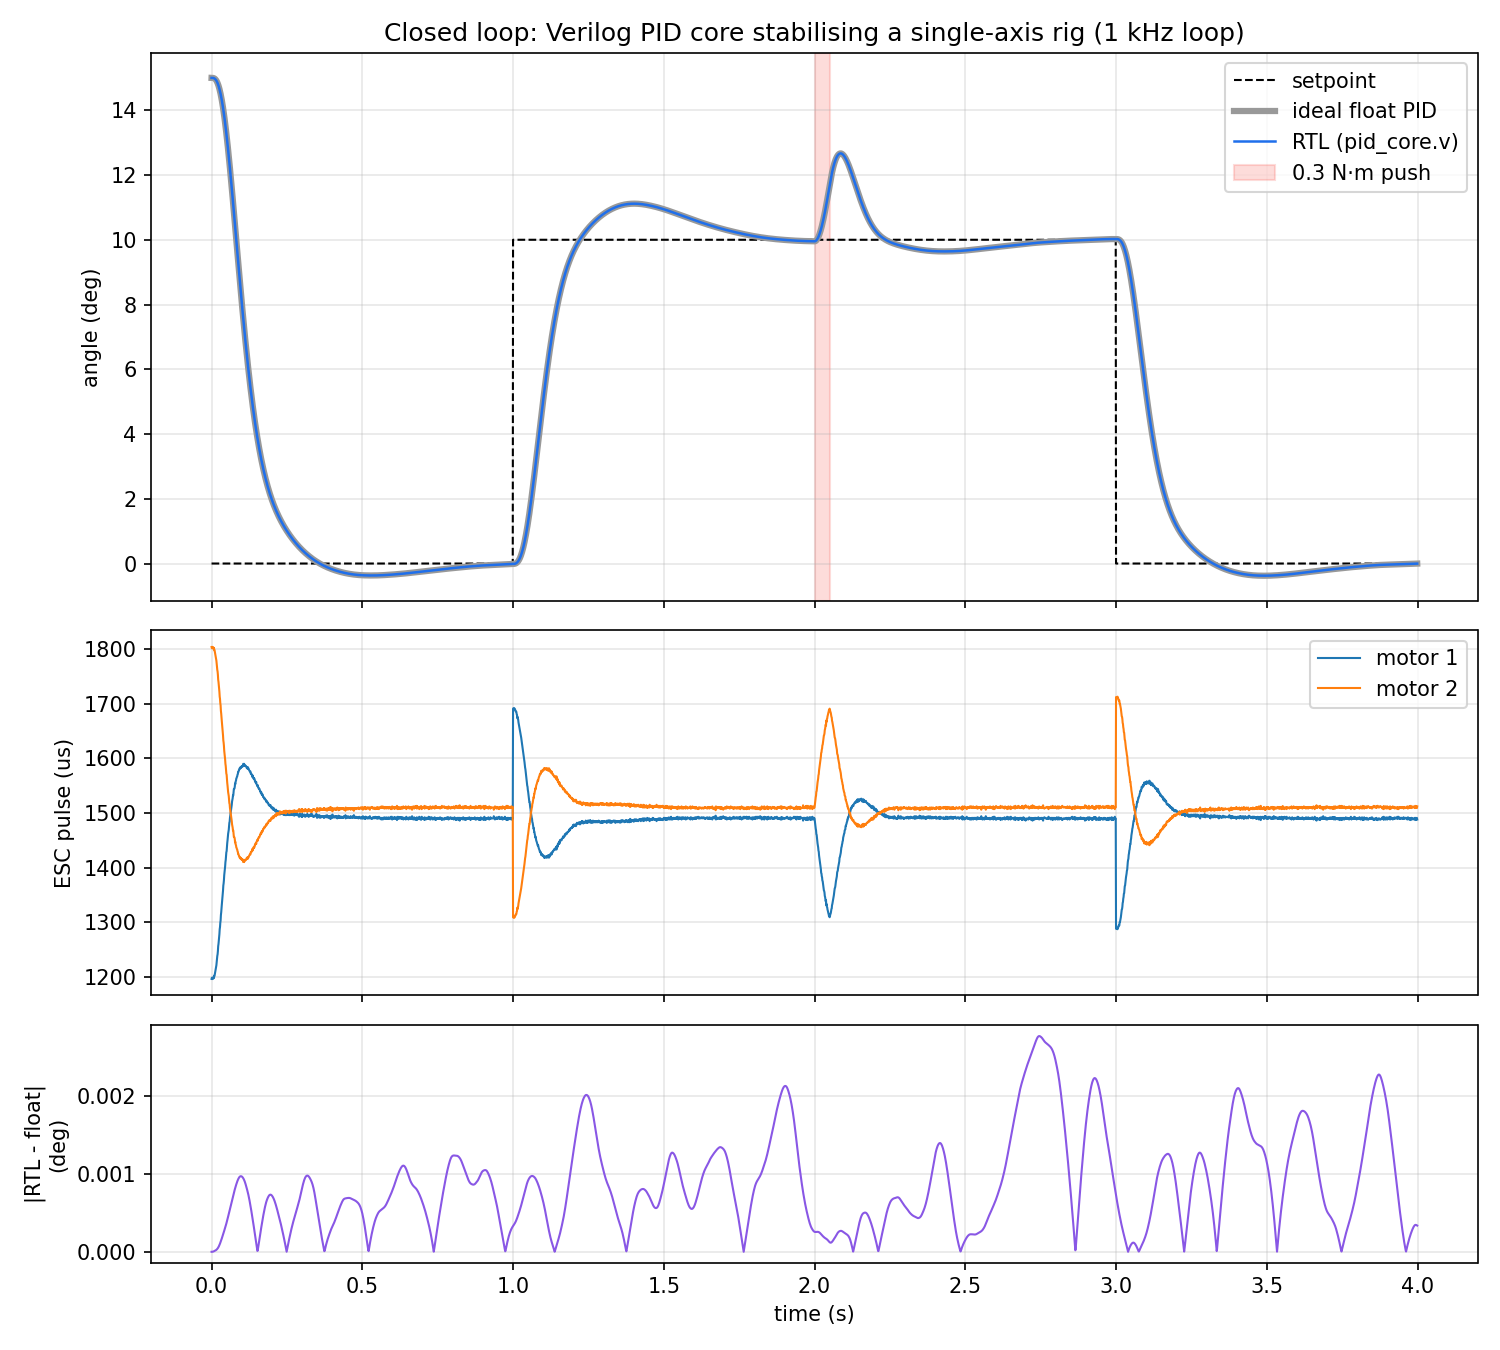 Closed loop: Verilog PID core stabilising a single-axis rig (1 kHz loop)
setpoint
ideal float PID
RTL (pid_core.v)
0.3 N·m push
angle (deg)
14
12
10
8
6
4
2
0
motor 1
motor 2
ESC pulse (us)
1800
1700
1600
1500
1400
1300
1200
|RTL - float|
(deg)
0.002
0.001
0.000
0.0 0.5 1.0 1.5 2.0 2.5 3.0 3.5 4.0
time (s)